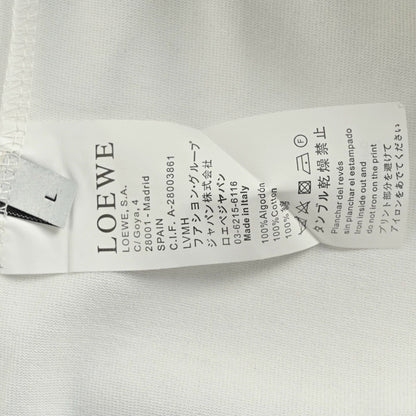 LOEWE
LOEWE, S.A.
C/Goya, 4
28001-Madrid
SPAIN
C.I.F. A-28003861
LVMH
ファション・グループ
ジャパン株式会社
ロエベジャパン
03-6215-6116
Made in Italy
100%Algodón
100%Cotton
100%綿
タンブル乾燥禁止
Planchar del revés
sin planchar el estampado
Iron inside out and
do not iron on the print
プリント部分を避けて
アイロンをあてて下さい
L